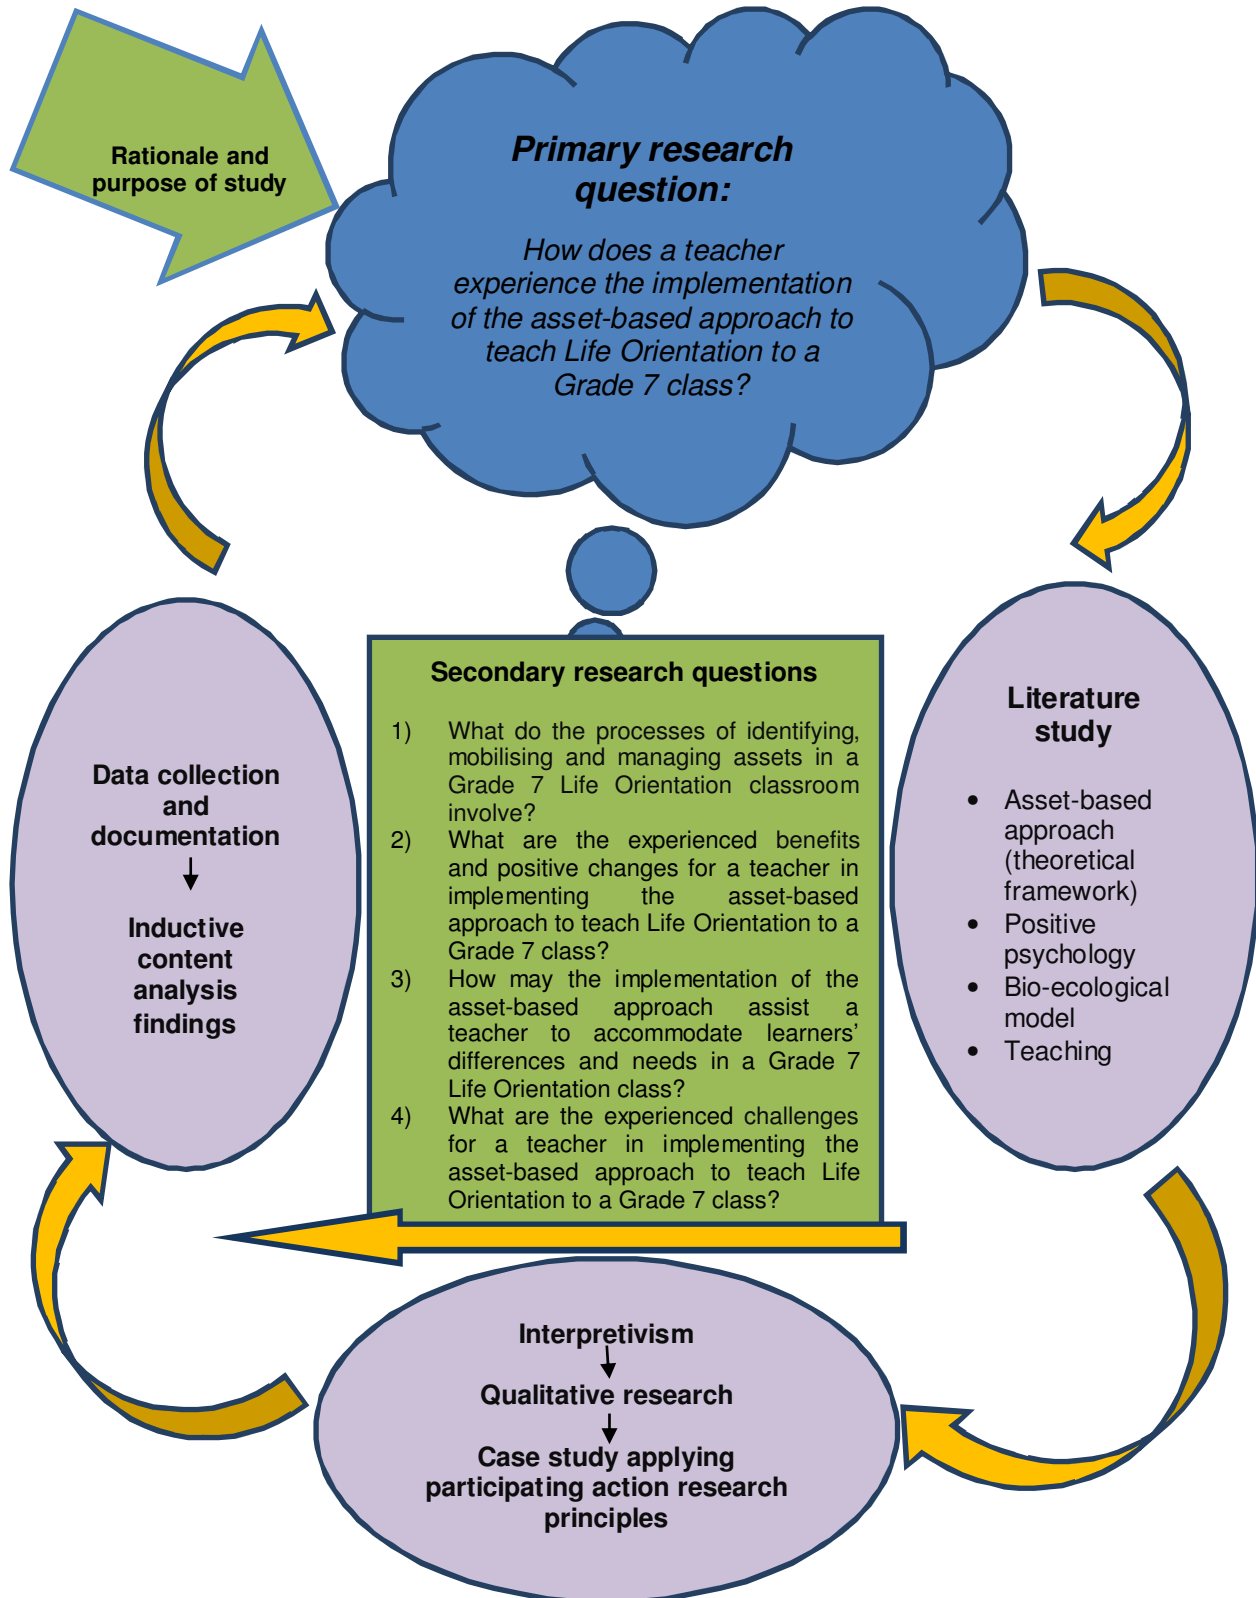 Rationale and
purpose of study
Primary research
question:
How does a teacher
experience the implementation
of the asset-based approach to
teach Life Orientation to a
Grade 7 class?
Secondary research questions
1) What do the processes of identifying,
mobilising and managing assets in a
Grade 7 Life Orientation classroom
involve?
2) What are the experienced benefits
and positive changes for a teacher in
implementing the asset-based
approach to teach Life Orientation to a
Grade 7 class?
3) How may the implementation of the
asset-based approach assist a
teacher to accommodate learners’
differences and needs in a Grade 7
Life Orientation class?
4) What are the experienced challenges
for a teacher in implementing the
asset-based approach to teach Life
Orientation to a Grade 7 class?
Literature
study
• Asset-based
approach
(theoretical
framework)
• Positive
psychology
• Bio-ecological
model
• Teaching
Interpretivism
Qualitative research
Case study applying
participating action research
principles
Data collection
and
documentation
Inductive
content
analysis
findings